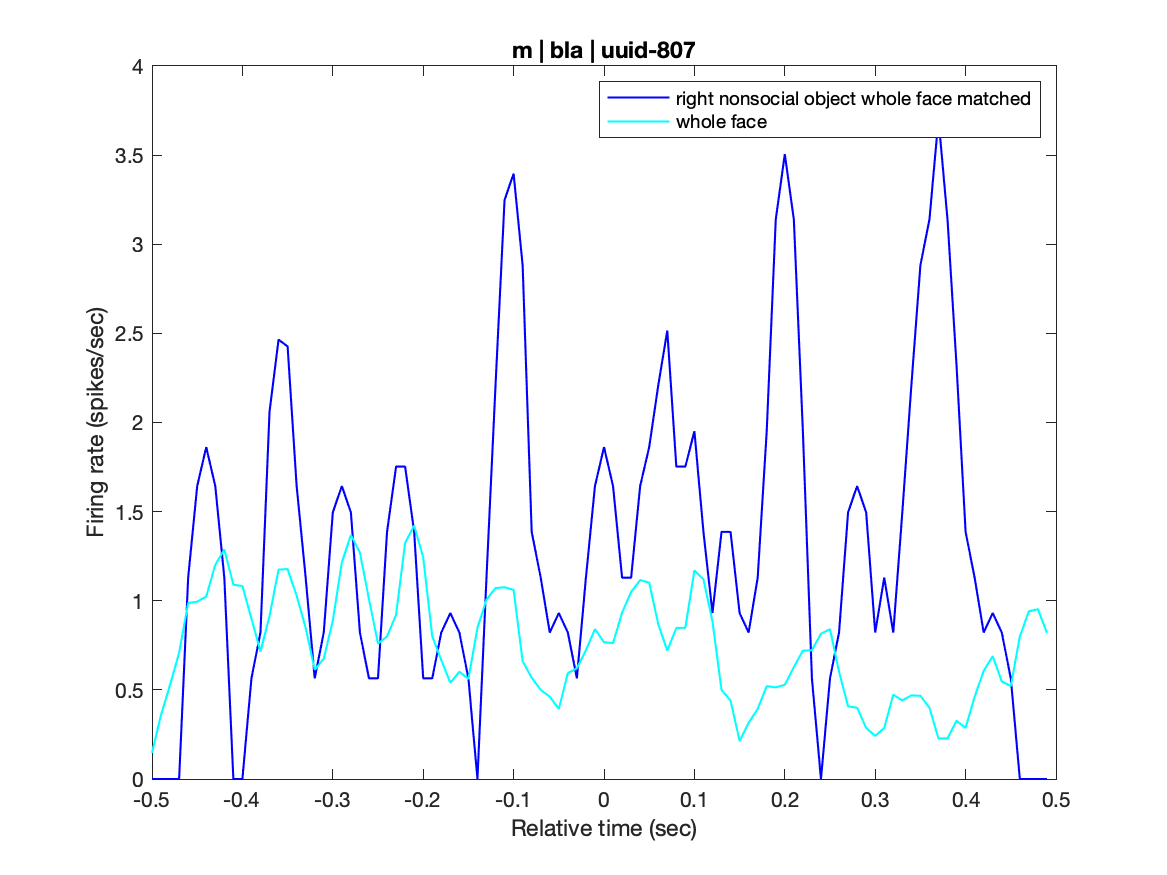 m | bla | uuid-807
right nonsocial object whole face matched
whole face
Firing rate (spikes/sec)
4
3.5
3
2.5
2
1.5
1
0.5
0
-0.5 -0.4 -0.3 -0.2 -0.1 0 0.1 0.2 0.3 0.4 0.5
Relative time (sec)